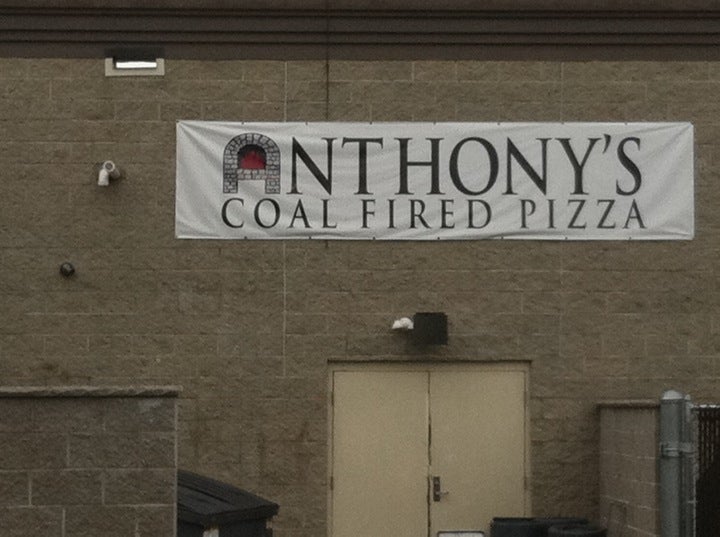 ANTHONY'S
COAL FIRED PIZZA